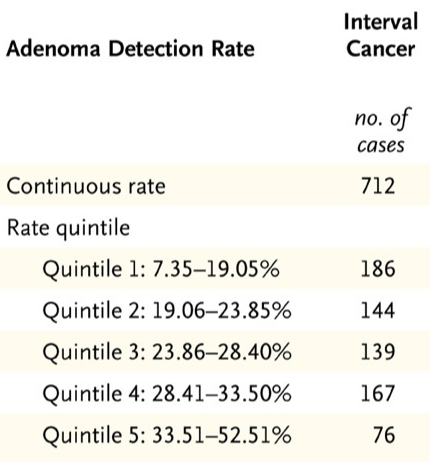 Adenoma Detection Rate
Interval
Cancer
no. of
cases
Continuous rate 712
Rate quintile
Quintile 1: 7.35–19.05% 186
Quintile 2: 19.06–23.85% 144
Quintile 3: 23.86–28.40% 139
Quintile 4: 28.41–33.50% 167
Quintile 5: 33.51–52.51% 76